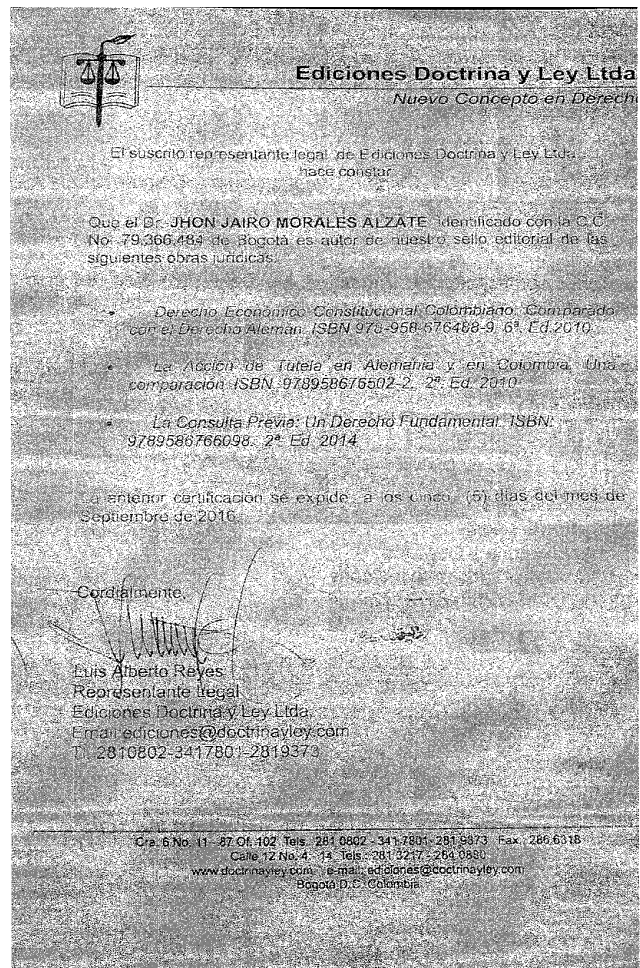 Ediciones Doctrina y Ley Ltda
Nuevo Concepto en Derecho
El suscrito representante legal de Ediciones Doctrina y Ley Ltda
hace constar
Que el Dr. JHON JAIRO MORALES ALZATE identificado con la C.C.
No. 79.366.484 de Bogotá es autor de nuestro sello editorial de las
siguientes obras jurídicas:
• Derecho Económico Constitucional Colombiano. Comparado
con el Derecho Alemán. ISBN 978-958-676488-9. 6ª. Ed.2010.
• La Acción de Tutela en Alemania y en Colombia. Una
comparación ISBN. 978958676502-2. 2ª. Ed. 2010.
• La Consulta Previa: Un Derecho Fundamental. ISBN:
9789586766098. 2ª. Ed. 2014
La anterior certificación se expide a los cinco (5) días del mes de
Septiembre de 2016
Cordialmente,
Luis Alberto Reyes
Representante Legal
Ediciones Doctrina y Ley Ltda.
Email ediciones@doctrinayley.com
T. 2810802-3417801-2819373
Cra. 6 No. 11 - 87 Of. 102 Tels. 281 0802 - 341 7801- 281 9373 Fax. 286 6318
Calle 12 No. 4 - 14 Tels.: 281 3217 -
www.doctrinayley.com e-mail: ediciones@doctrinayley.com
Bogotá D.C. Colombia